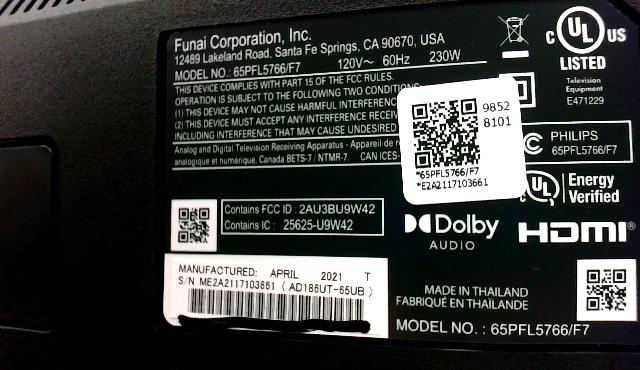 Funai Corporation, Inc.
12489 Lakeland Road, Santa Fe Springs, CA 90670, USA
MODEL NO.: 65PFL5766/F7 120V~ 60Hz 230W
THIS DEVICE COMPLIES WITH PART 15 OF THE FCC RULES.
OPERATION IS SUBJECT TO THE FOLLOWING TWO CONDITIONS
(1) THIS DEVICE MAY NOT CAUSE HARMFUL INTERFERENCE
(2) THIS DEVICE MUST ACCEPT ANY INTERFERENCE
INCLUDING INTERFERENCE THAT MAY CAUSE UNDESIRED
Analog and Digital Television Receiving Apparatus - Appareil de
analogique et numérique, Canada BETS-7 / NTMR-7. CAN ICES-
C UL US
LISTED
Television
Equipment
E471229
9852
8101
*65PFL5766/F7
*E2A2117103661
PHILIPS
65PFL5766/F7
UL Energy
Verified
Contains FCC ID : 2AU3BU9W42
Contains IC : 25625-U9W42
Dolby
AUDIO
HDMI®
MANUFACTURED: APRIL 2021 T
S/N ME2A2117103661 ( AD186UT-65UB )
MADE IN THAILAND
FABRIQUÉ EN THAÏLANDE
MODEL NO. : 65PFL5766/F7